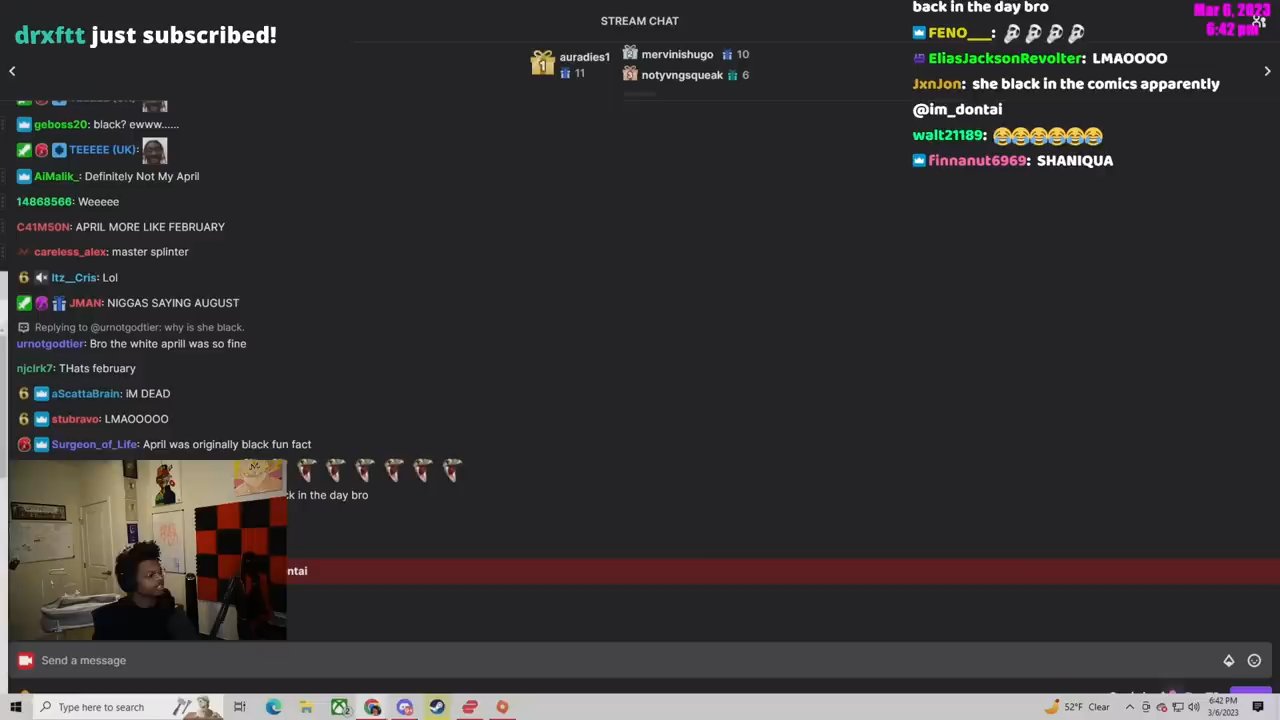 drxftt just subscribed!
STREAM CHAT
back in the day bro
Mar 6, 2023
6:42 pm
FENO___:
auradies1
11
mervinishugo 10
notyvngsqueak 6
EliasJacksonRevolter: LMAOOOO
JxnJon: she black in the comics apparently
@im_dontai
walt21189: 😂😂😂😂😂😂
finnanut6969: SHANIQUA
geboss20: black? ewww......
TEEEEE (UK):
AiMalik_: Definitely Not My April
14868566: Weeeee
C41M50N: APRIL MORE LIKE FEBRUARY
careless_alex: master splinter
6 Itz__Cris: Lol
JMAN: NIGGAS SAYING AUGUST
Replying to @urnotgodtier: why is she black.
urnotgodtier: Bro the white aprill was so fine
njclrk7: THats february
6 aScattaBrain: iM DEAD
6 stubravo: LMAOOOOO
Surgeon_of_Life: April was originally black fun fact
ck in the day bro
ntai
Send a message
Type here to search
52°F Clear
6:42 PM
3/6/2023